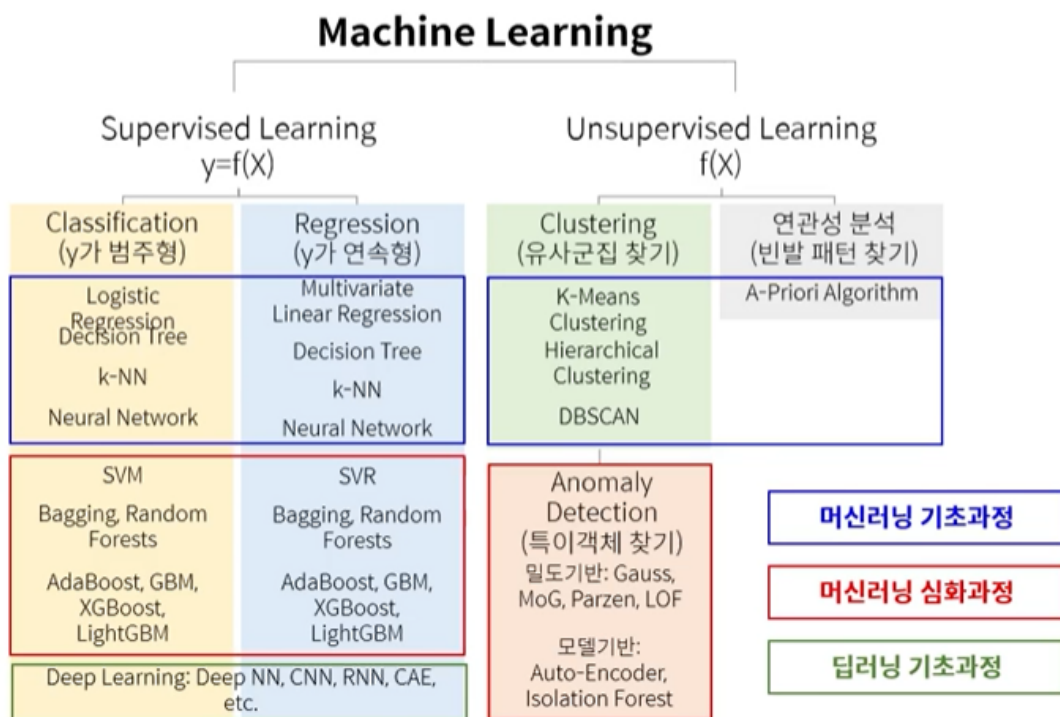 Machine Learning
Supervised Learning
y=f(X)
Unsupervised Learning
f(X)
Classification
(y가 범주형)
Logistic
Regression
Decision Tree
k-NN
Neural Network
SVM
Bagging, Random
Forests
AdaBoost, GBM,
XGBoost,
LightGBM
Regression
(y가 연속형)
Multivariate
Linear Regression
Decision Tree
k-NN
Neural Network
SVR
Bagging, Random
Forests
AdaBoost, GBM,
XGBoost,
LightGBM
Deep Learning: Deep NN, CNN, RNN, CAE,
etc.
Clustering
(유사군집 찾기)
K-Means
Clustering
Hierarchical
Clustering
DBSCAN
Anomaly
Detection
(특이객체 찾기)
밀도기반: Gauss,
MoG, Parzen, LOF
모델기반:
Auto-Encoder,
Isolation Forest
연관성 분석
(빈발 패턴 찾기)
A-Priori Algorithm
머신러닝 기초과정
머신러닝 심화과정
딥러닝 기초과정